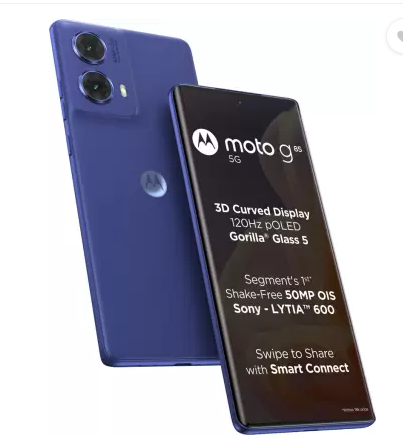 moto g85
5G
3D Curved Display
120Hz pOLED
Gorilla® Glass 5
Segment's 1st*
Shake-Free 50MP OIS
Sony - LYTIA™ 600
Swipe to Share
with Smart Connect